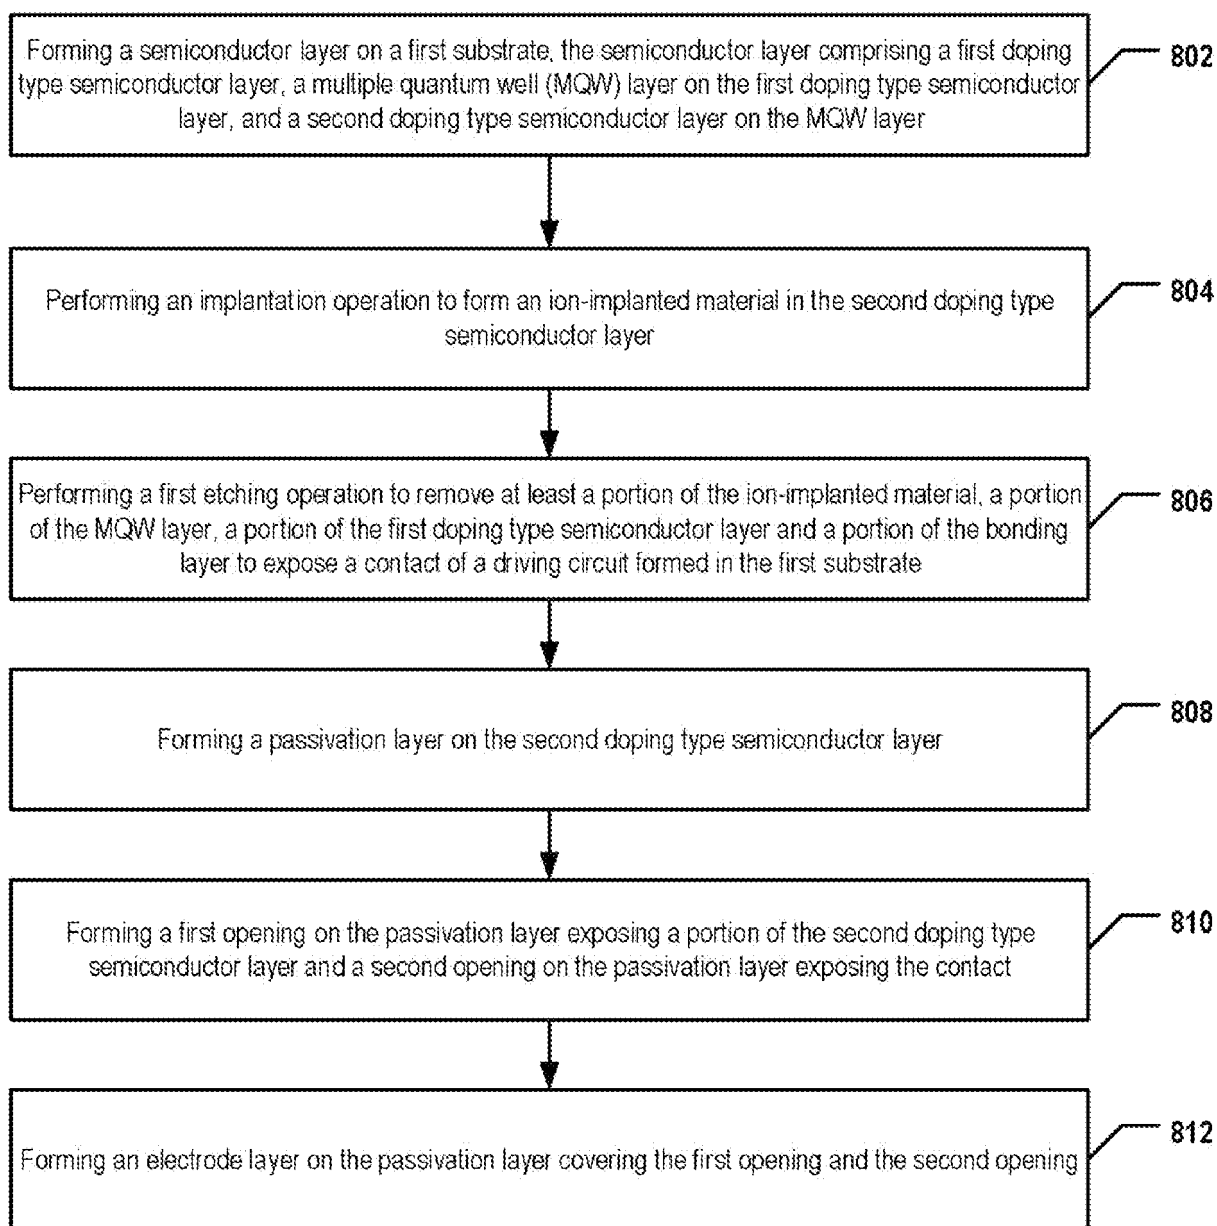 Forming a semiconductor layer on a first substrate, the semiconductor layer comprising a first doping
type semiconductor layer, a multiple quantum well (MQW) layer on the first doping type semiconductor
layer, and a second doping type semiconductor layer on the MQW layer
802
Performing an implantation operation to form an ion-implanted material in the second doping type
semiconductor layer
804
Performing a first etching operation to remove at least a portion of the ion-implanted material, a portion
of the MQW layer, a portion of the first doping type semiconductor layer and a portion of the bonding
layer to expose a contact of a driving circuit formed in the first substrate
806
Forming a passivation layer on the second doping type semiconductor layer
808
Forming a first opening on the passivation layer exposing a portion of the second doping type
semiconductor layer and a second opening on the passivation layer exposing the contact
810
Forming an electrode layer on the passivation layer covering the first opening and the second opening
812